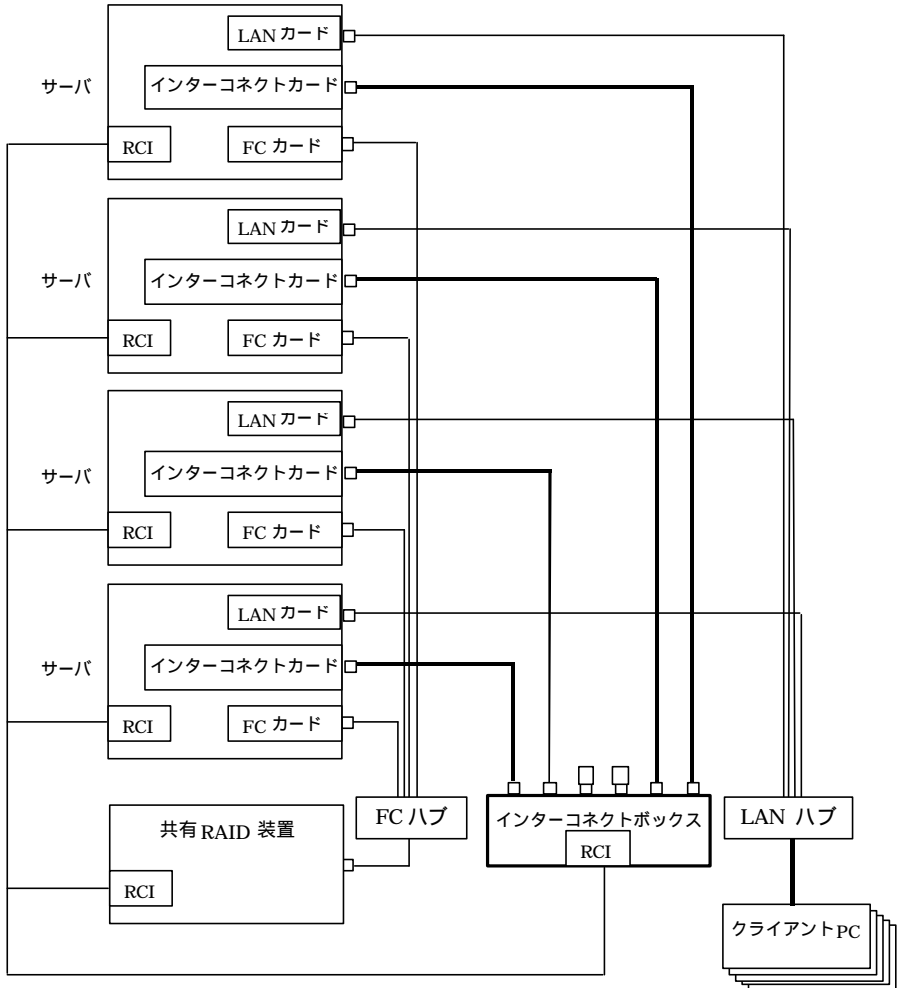 LANカード
サーバ
インターコネクトカード
RCI
FCカード
LANカード
サーバ
インターコネクトカード
RCI
FCカード
LANカード
サーバ
インターコネクトカード
RCI
FCカード
LANカード
サーバ
インターコネクトカード
RCI
FCカード
共有RAID 装置
RCI
FCハブ
インターコネクトボックス
RCI
LAN ハブ
クライアントPC